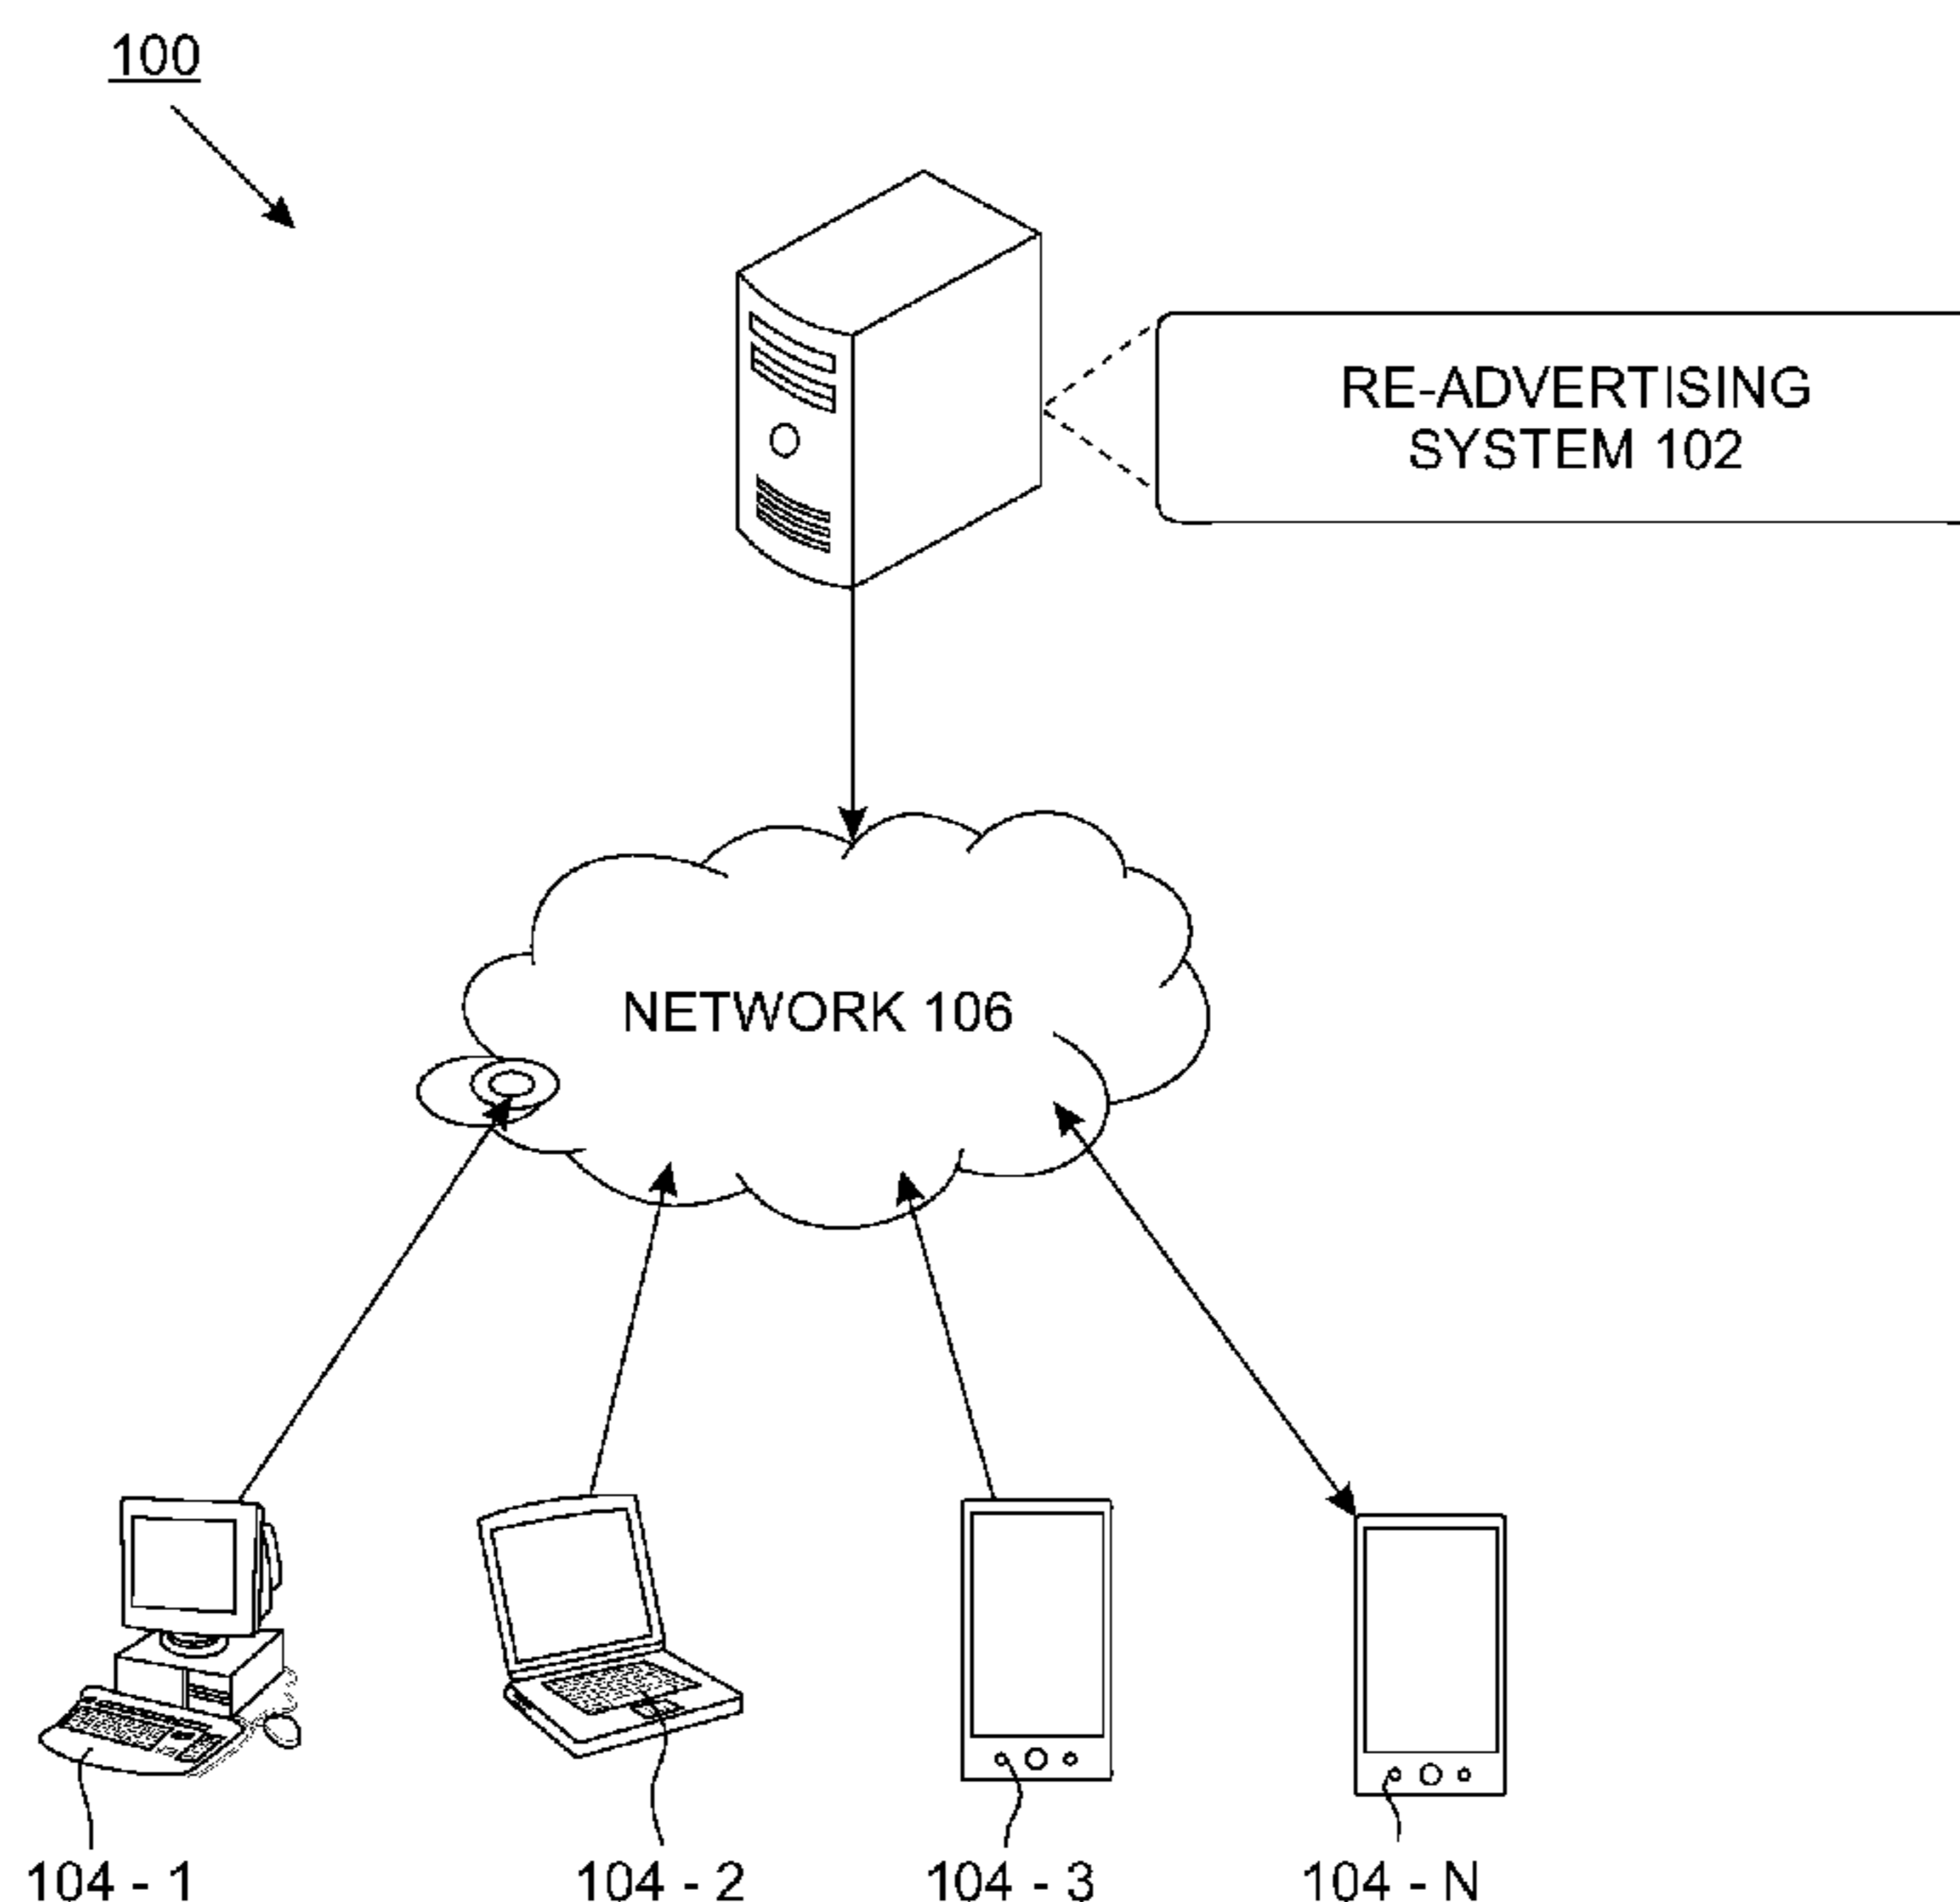 100
RE-ADVERTISING
SYSTEM 102
NETWORK 106
104 - 1
104 - 2
104 - 3
104 - N